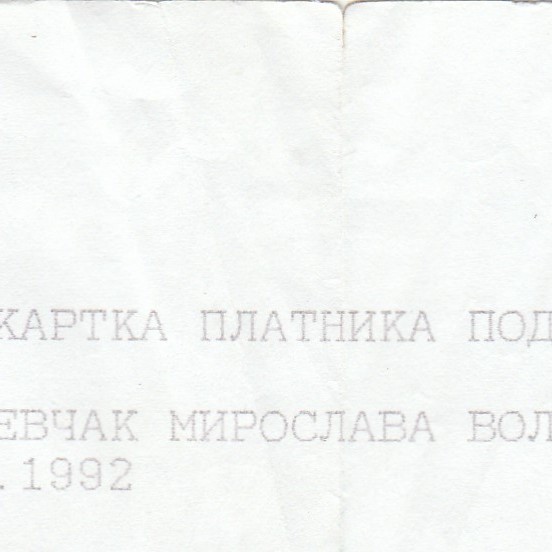 КАРТКА ПЛАТНИКА ПОД
ЕВЧАК МИРОСЛАВА ВОЛ
.1992